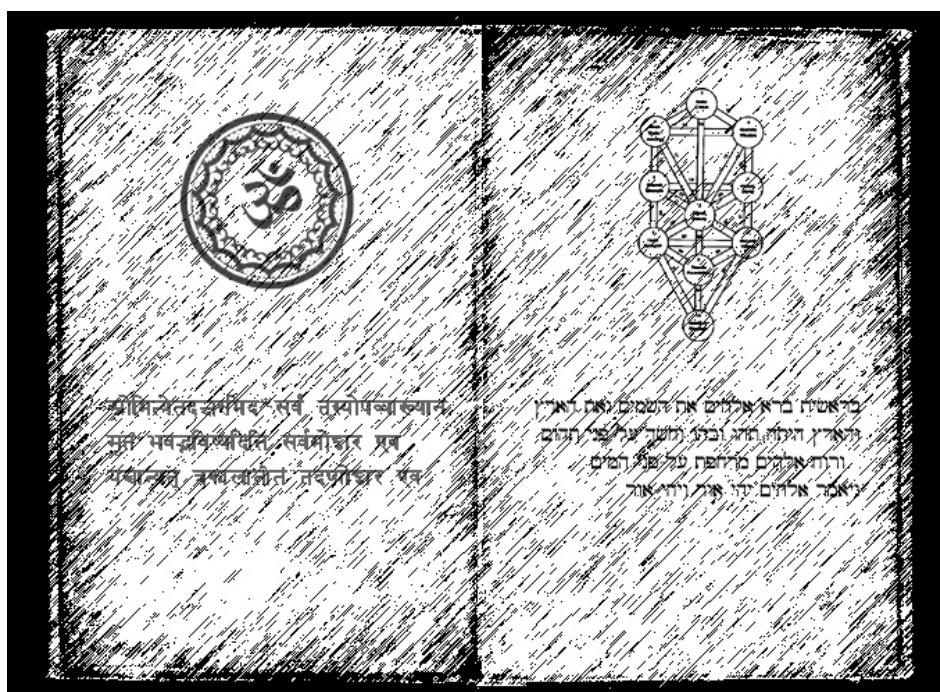 ॐ
ओमित्येतदक्षरमिदꣳ सर्वं तस्योपव्याख्यानं
भूतं भवद्भविष्यदिति सर्वमोङ्कार एव
यच्चान्यत् त्रिकालातीतं तदप्योङ्कार एव
בראשית ברא אלהים את השמים ואת הארץ
והארץ היתה תהו ובהו וחשך על פני תהום
ורוח אלהים מרחפת על פני המים
ויאמר אלהים יהי אור ויהי אור